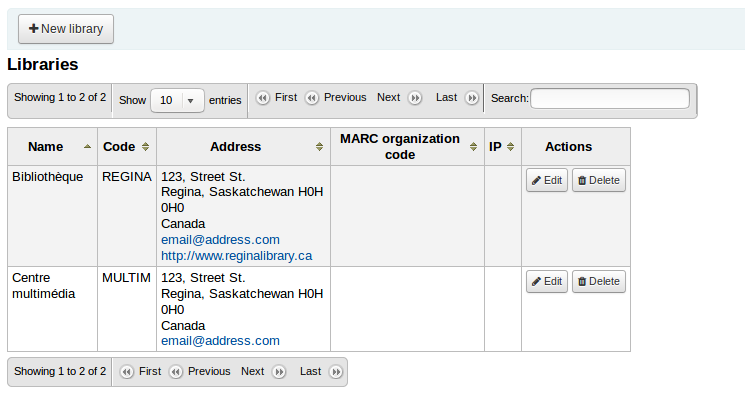 New library
Libraries
Showing 1 to 2 of 2 Show 10 entries First Previous Next Last Search:
Name Code Address MARC organization code IP Actions
Bibliothèque REGINA 123, Street St. Edit Delete
Regina, Saskatchewan H0H
0H0
Canada
email@address.com
http://www.reginalibrary.ca
Centre MULTIM 123, Street St. Edit Delete
multimédia Regina, Saskatchewan H0H
0H0
Canada
email@address.com
Showing 1 to 2 of 2 First Previous Next Last